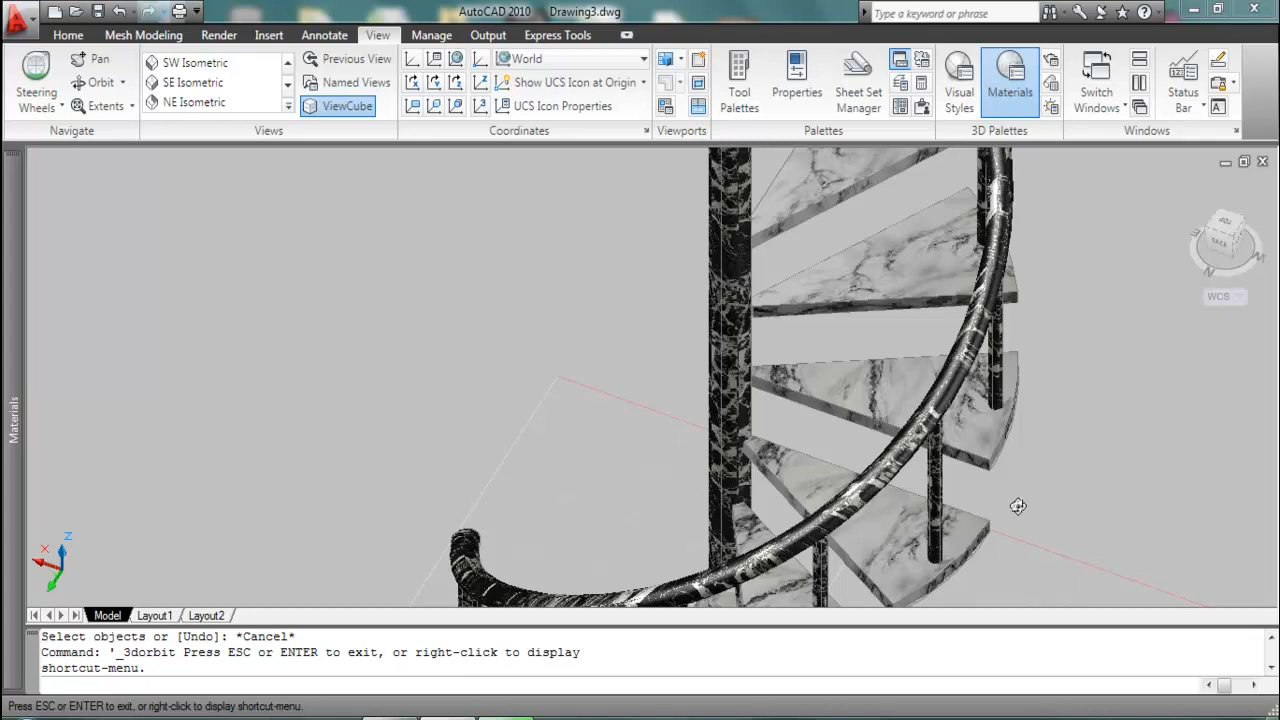 AutoCAD 2010 Drawing3.dwg
Type a keyword or phrase
Home Mesh Modeling Render Insert Annotate View Manage Output Express Tools
Steering Wheels
Pan
Orbit
Extents
Navigate
SW Isometric
SE Isometric
NE Isometric
Previous View
Named Views
ViewCube
Views
World
Show UCS Icon at Origin
UCS Icon Properties
Coordinates
Viewports
Tool Palettes
Properties
Sheet Set Manager
Palettes
Visual Styles
Materials
3D Palettes
Switch Windows
Status Bar
Windows
Materials
TOP
BACK
E
N
WCS
X
Z
Model Layout1 Layout2
Select objects or [Undo]: *Cancel*
Command: '_3dorbit Press ESC or ENTER to exit, or right-click to display
shortcut-menu.
Press ESC or ENTER to exit, or right-click to display shortcut-menu.